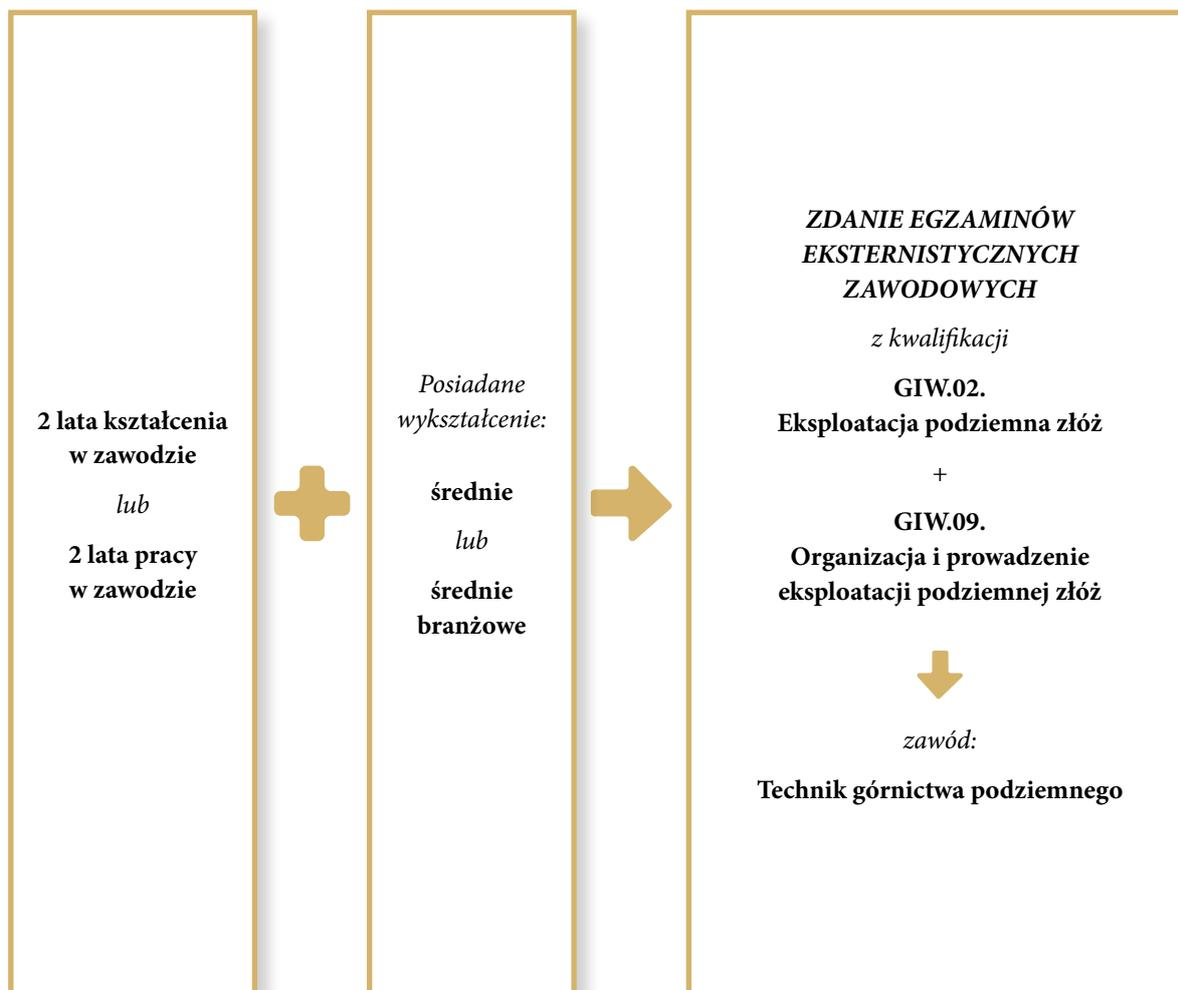 2 lata kształcenia
w zawodzie
lub
2 lata pracy
w zawodzie
Posiadane
wykształcenie:
średnie
lub
średnie
branżowe
ZDANIE EGZAMINÓW
EKSTERNISTYCZNYCH
ZAWODOWYCH
z kwalifikacji
GIW.02.
Eksploatacja podziemna złóż
+
GIW.09.
Organizacja i prowadzenie
eksploatacji podziemnej złóż
zawód:
Technik górnictwa podziemnego